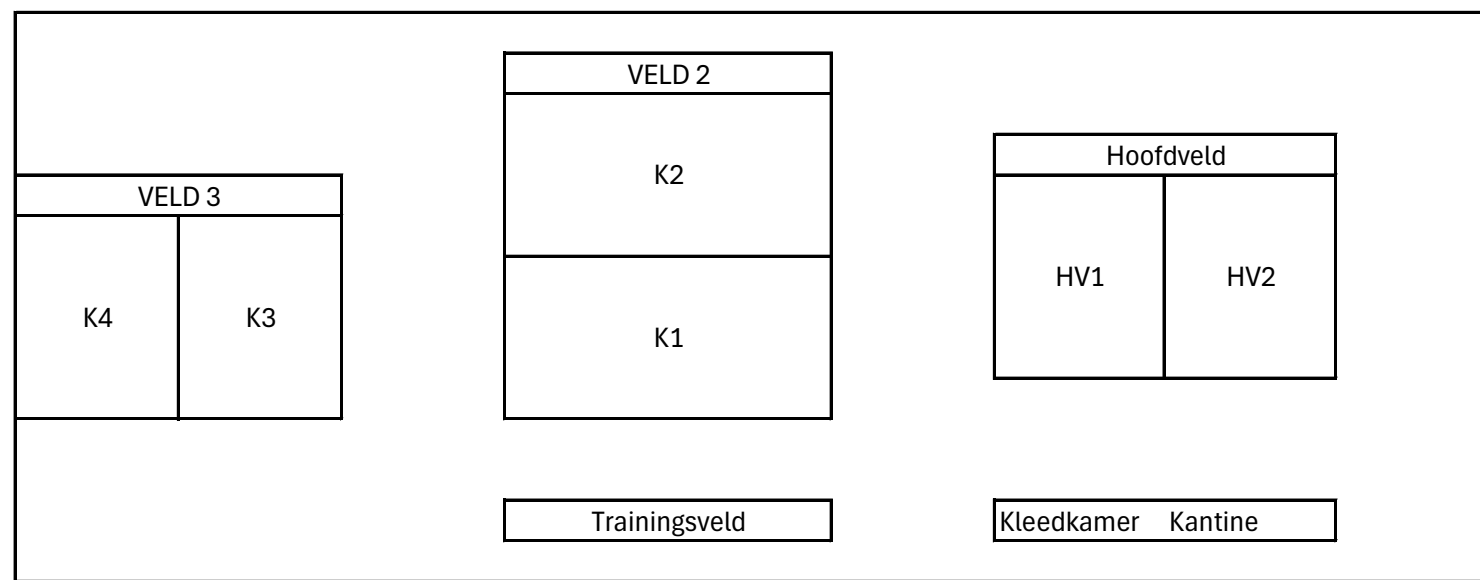 VELD 2
K2
K1
Hoofdveld
HV1
HV2
VELD 3
K4
K3
Trainingsveld
Kleedkamer Kantine